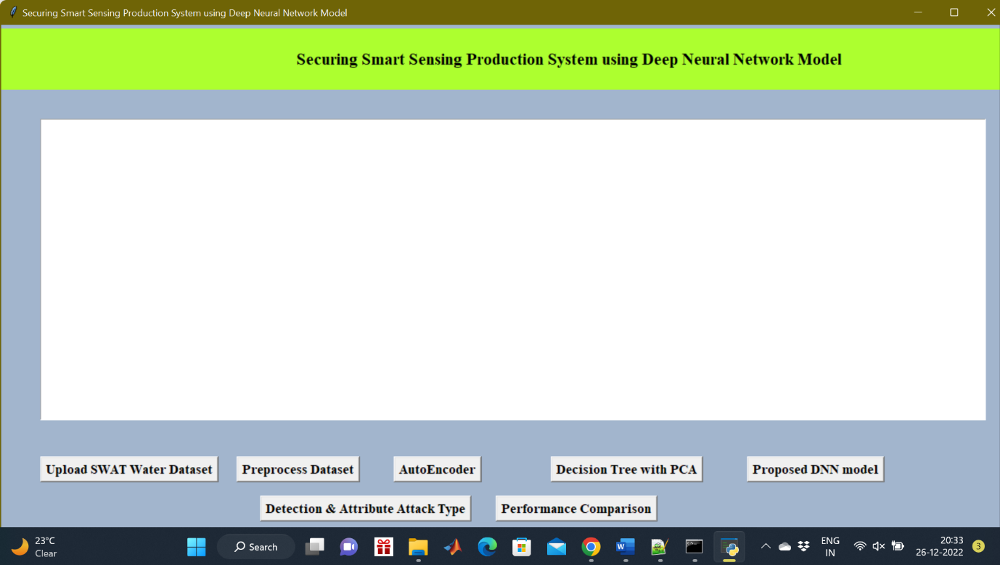 Securing Smart Sensing Production System using Deep Neural Network Model
Securing Smart Sensing Production System using Deep Neural Network Model
Upload SWAT Water Dataset Preprocess Dataset AutoEncoder Decision Tree with PCA Proposed DNN model
Detection & Attribute Attack Type Performance Comparison
23°C
Clear
Search
W
ENG
IN
20:33
26-12-2022
3